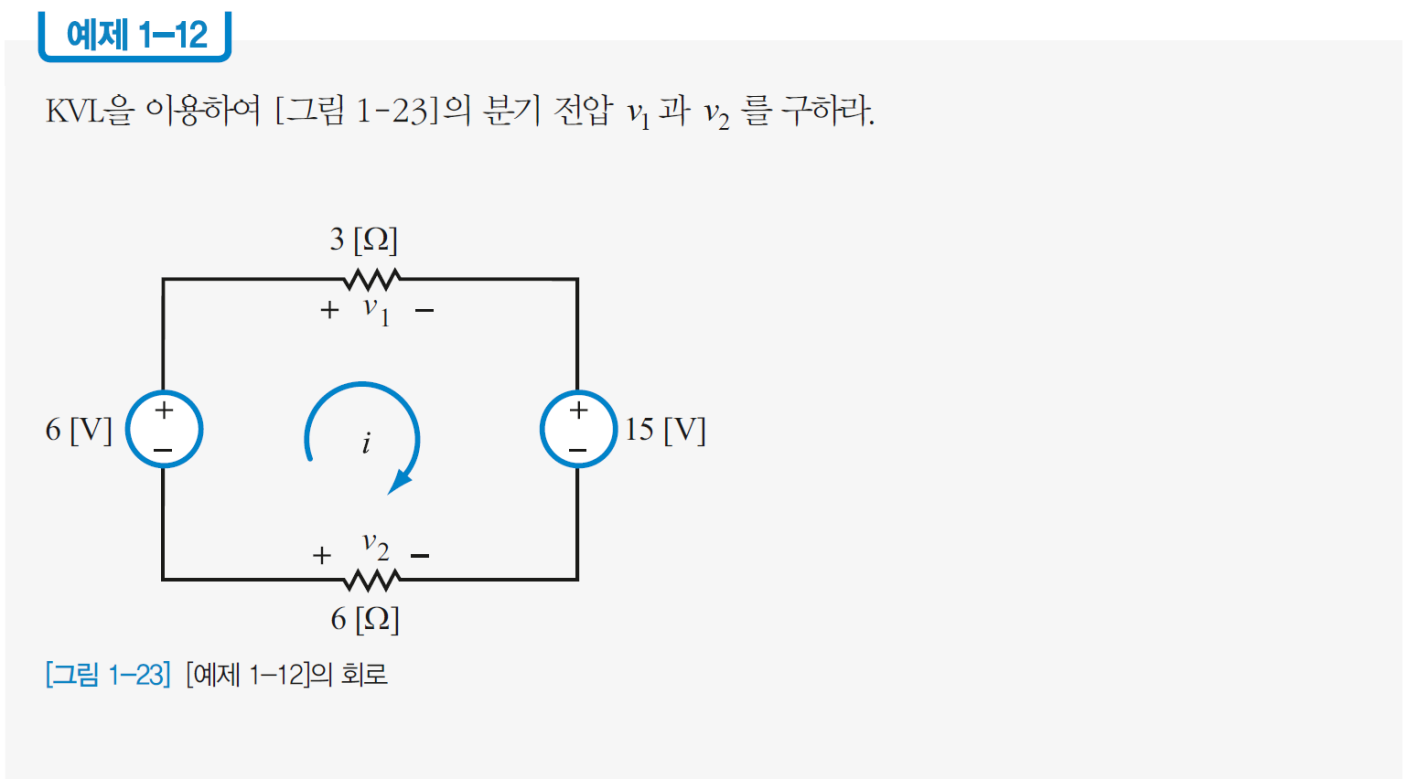 예제 1-12
KVL을 이용하여 [그림 1-23]의 분기 전압 v₁ 과 v₂ 를 구하라.
3 [Ω]
+ v₁ −
6 [V]
+
−
i
+
−
15 [V]
+ v₂ −
6 [Ω]
[그림 1-23] [예제 1-12]의 회로